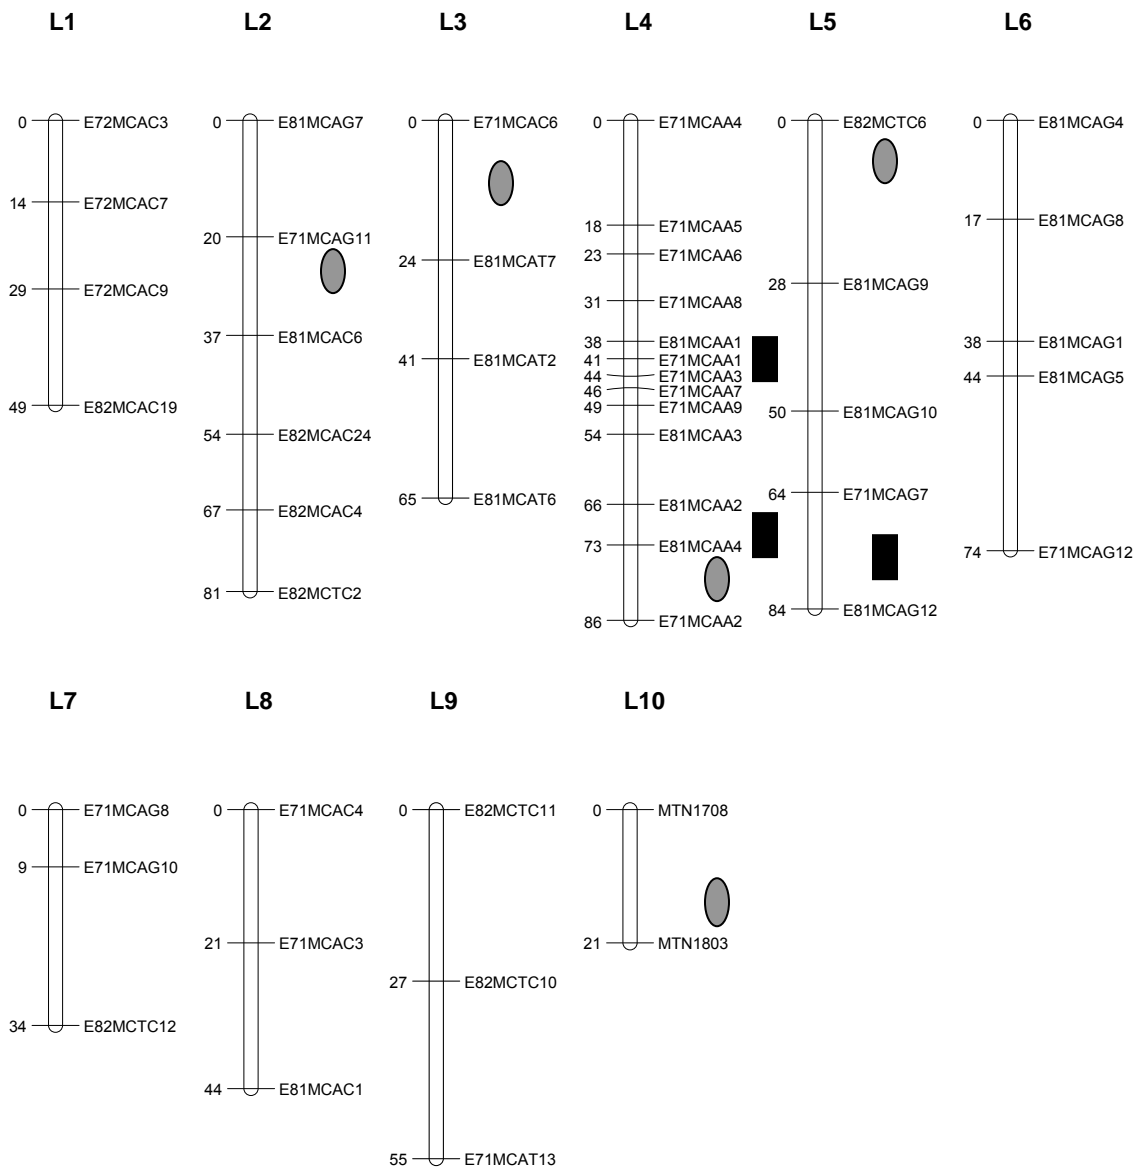 L1 L2 L3 L4 L5 L6
0 E72MCAC3
14 E72MCAC7
29 E72MCAC9
49 E82MCAC19
0 E81MCAG7
20 E71MCAG11
37 E81MCAC6
54 E82MCAC24
67 E82MCAC4
81 E82MCTC2
0 E71MCAC6
24 E81MCAT7
41 E81MCAT2
65 E81MCAT6
0 E71MCAA4
18 E71MCAA5
23 E71MCAA6
31 E71MCAA8
38 E81MCAA1
41 E71MCAA1
44 E71MCAA3
46 E71MCAA7
49 E71MCAA9
54 E81MCAA3
66 E81MCAA2
73 E81MCAA4
86 E71MCAA2
0 E82MCTC6
28 E81MCAG9
50 E81MCAG10
64 E71MCAG7
84 E81MCAG12
0 E81MCAG4
17 E81MCAG8
38 E81MCAG1
44 E81MCAG5
74 E71MCAG12
L7 L8 L9 L10
0 E71MCAG8
9 E71MCAG10
34 E82MCTC12
0 E71MCAC4
21 E71MCAC3
44 E81MCAC1
0 E82MCTC11
27 E82MCTC10
55 E71MCAT13
0 MTN1708
21 MTN1803